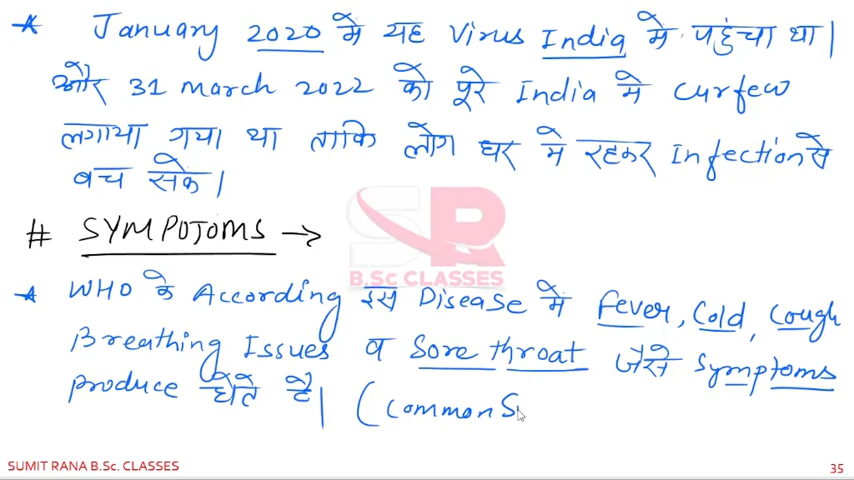 * January 2020 में यह Virus India में पहुंचा था|
और 31 march 2022 को पूरे India में curfew
लगाया गया था ताकि लोग घर में रहकर Infection से
बच सके|
# SYMPOTOMS →
* WHO के According इस Disease में Fever, Cold, Cough
Breathing Issues व Sore throat जैसे Symptoms
produce होते है| (common S
SR
B.Sc CLASSES
SUMIT RANA B.Sc. CLASSES 35